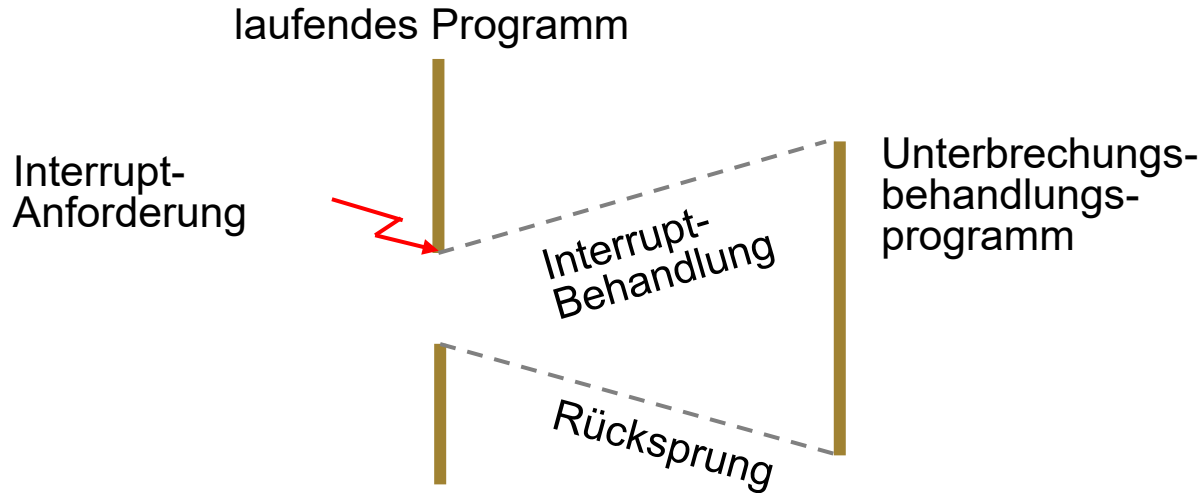 laufendes Programm
Interrupt-
Anforderung
Unterbrechungs-
behandlungs-
programm
Interrupt-
Behandlung
Rücksprung